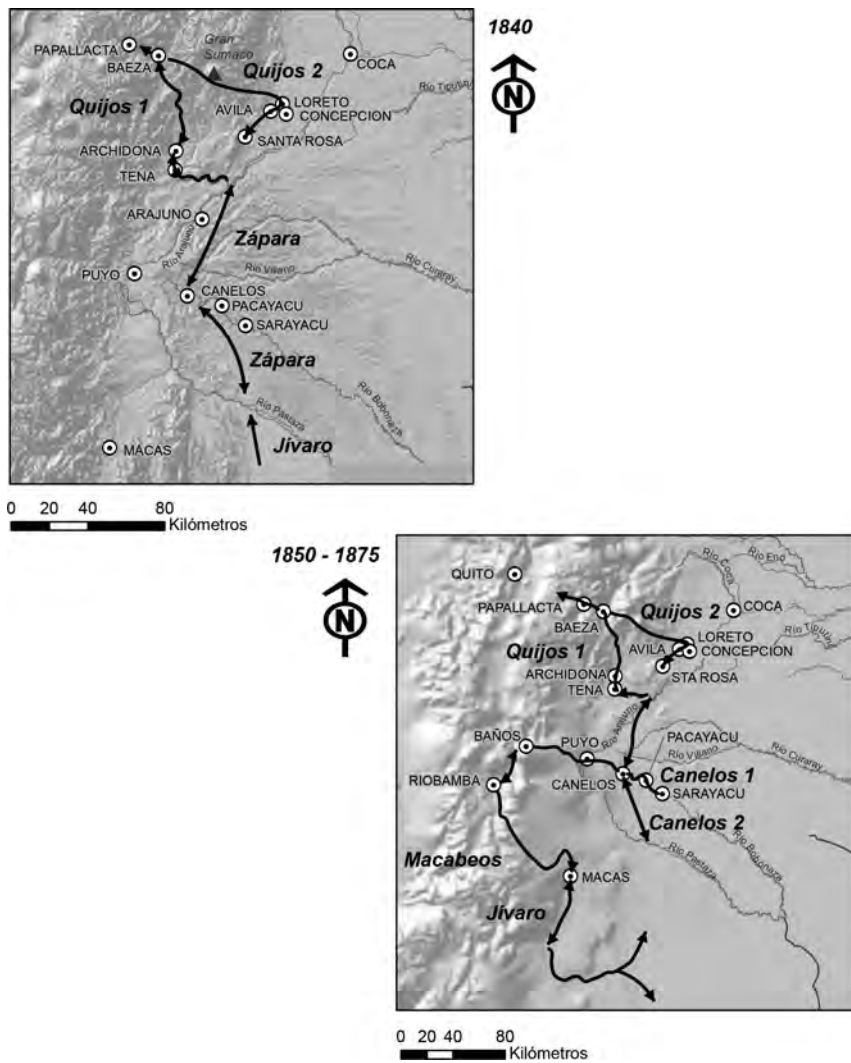 1840
N
Gran
Sumaco
PAPALLACTA
BAEZA
COCA
Quijos 2
Quijos 1
AVILA
LORETO
CONCEPCION
Río Tiputini
SANTA ROSA
ARCHIDONA
TENA
ARAJUNO
Río Arajuno
Zápara
PUYO
Río Villano
Río Curaray
CANELOS
PACAYACU
SARAYACU
Zápara
Río Pastaza
Río Bobonaza
Jívaro
MACAS
0 20 40 80
Kilómetros
1850 - 1875
N
QUITO
Río Coca
Río Eno
PAPALLACTA
BAEZA
Quijos 2
COCA
Río Tiputini
Quijos 1
AVILA
LORETO
CONCEPCION
ARCHIDONA
TENA
STA ROSA
Río Arajuno
BAÑOS
PUYO
PACAYACU
Río Villano
Río Curaray
RIOBAMBA
CANELOS
Canelos 1
SARAYACU
Canelos 2
Río Bobonaza
Río Pastaza
Macabeos
MACAS
Jívaro
0 20 40 80
Kilómetros